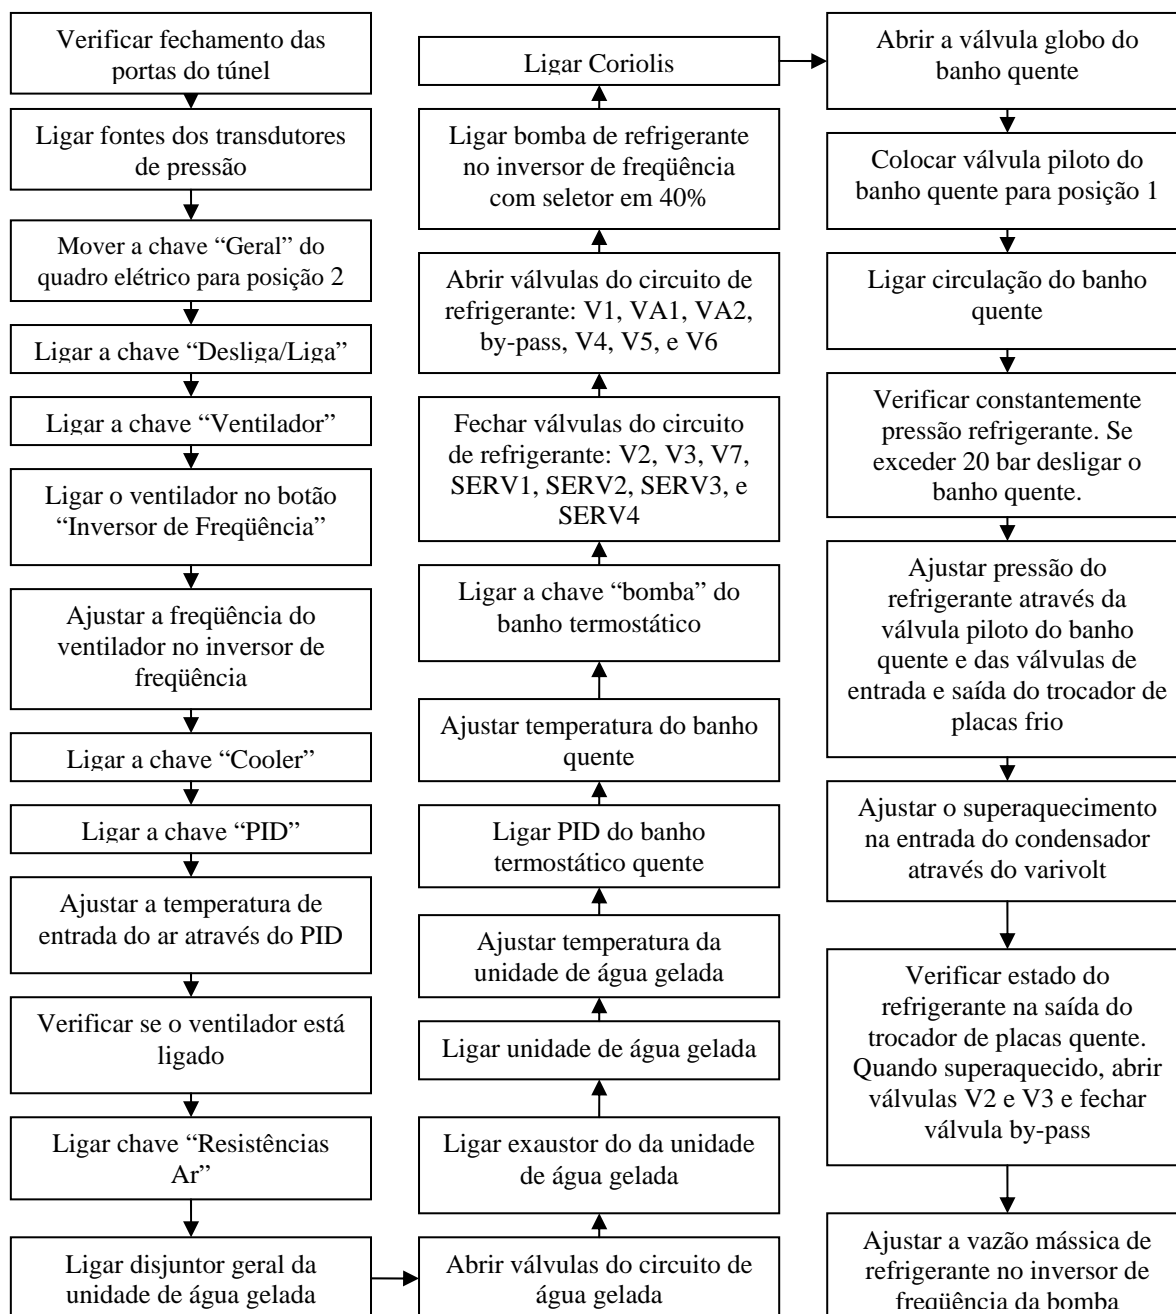 Verificar fechamento das
portas do túnel
Ligar fontes dos transdutores
de pressão
Mover a chave “Geral” do
quadro elétrico para posição 2
Ligar a chave “Desliga/Liga”
Ligar a chave “Ventilador”
Ligar o ventilador no botão
“Inversor de Freqüência”
Ajustar a freqüência do
ventilador no inversor de
freqüência
Ligar a chave “Cooler”
Ligar a chave “PID”
Ajustar a temperatura de
entrada do ar através do PID
Verificar se o ventilador está
ligado
Ligar chave “Resistências
Ar”
Ligar disjuntor geral da
unidade de água gelada
Abrir válvulas do circuito de
água gelada
Ligar exaustor do da unidade
de água gelada
Ligar unidade de água gelada
Ajustar temperatura da
unidade de água gelada
Ligar PID do banho
termostático quente
Ajustar temperatura do banho
quente
Ligar a chave “bomba” do
banho termostático
Fechar válvulas do circuito
de refrigerante: V2, V3, V7,
SERV1, SERV2, SERV3, e
SERV4
Abrir válvulas do circuito de
refrigerante: V1, VA1, VA2,
by-pass, V4, V5, e V6
Ligar bomba de refrigerante
no inversor de freqüência
com seletor em 40%
Ligar Coriolis
Abrir a válvula globo do
banho quente
Colocar válvula piloto do
banho quente para posição 1
Ligar circulação do banho
quente
Verificar constantemente
pressão refrigerante. Se
exceder 20 bar desligar o
banho quente.
Ajustar pressão do
refrigerante através da
válvula piloto do banho
quente e das válvulas de
entrada e saída do trocador de
placas frio
Ajustar o superaquecimento
na entrada do condensador
através do varivolt
Verificar estado do
refrigerante na saída do
trocador de placas quente.
Quando superaquecido, abrir
válvulas V2 e V3 e fechar
válvula by-pass
Ajustar a vazão mássica de
refrigerante no inversor de
freqüência da bomba